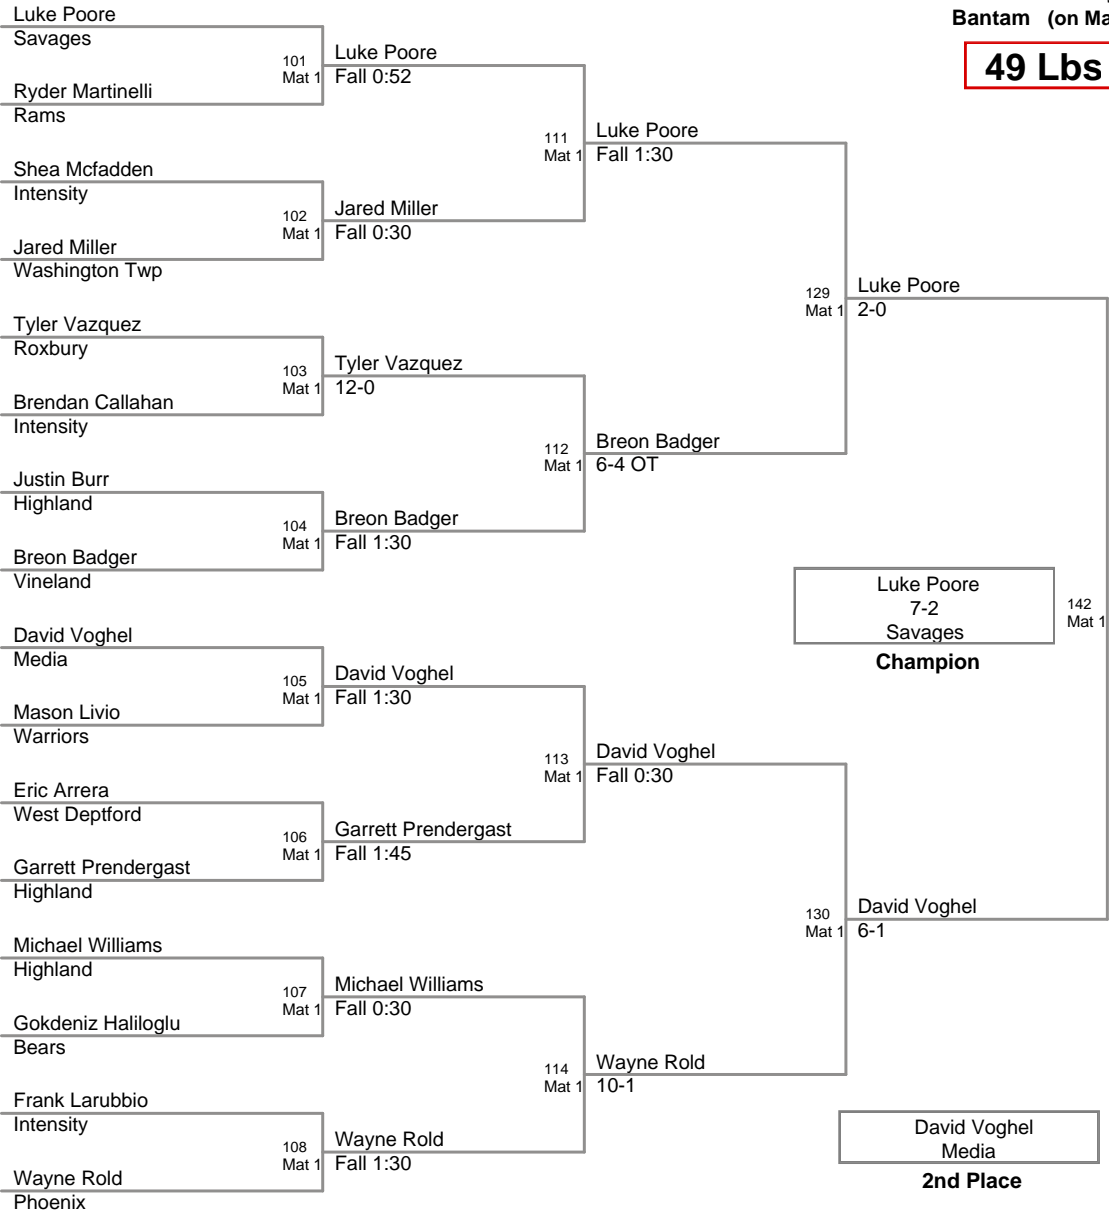 Bantam (on Ma
49 Lbs
Luke Poore
Savages
101
Mat 1
Luke Poore
Fall 0:52
Ryder Martinelli
Rams
111
Mat 1
Luke Poore
Fall 1:30
Shea Mcfadden
Intensity
102
Mat 1
Jared Miller
Fall 0:30
Jared Miller
Washington Twp
129
Mat 1
Luke Poore
2-0
Tyler Vazquez
Roxbury
103
Mat 1
Tyler Vazquez
12-0
Brendan Callahan
Intensity
112
Mat 1
Breon Badger
6-4 OT
Justin Burr
Highland
104
Mat 1
Breon Badger
Fall 1:30
Breon Badger
Vineland
Luke Poore
7-2
Savages
Champion
142
Mat 1
David Voghel
Media
105
Mat 1
David Voghel
Fall 1:30
Mason Livio
Warriors
113
Mat 1
David Voghel
Fall 0:30
Eric Arrera
West Deptford
106
Mat 1
Garrett Prendergast
Fall 1:45
Garrett Prendergast
Highland
130
Mat 1
David Voghel
6-1
Michael Williams
Highland
107
Mat 1
Michael Williams
Fall 0:30
Gokdeniz Haliloglu
Bears
114
Mat 1
Wayne Rold
10-1
Frank Larubbio
Intensity
108
Mat 1
Wayne Rold
Fall 1:30
Wayne Rold
Phoenix
David Voghel
Media
2nd Place